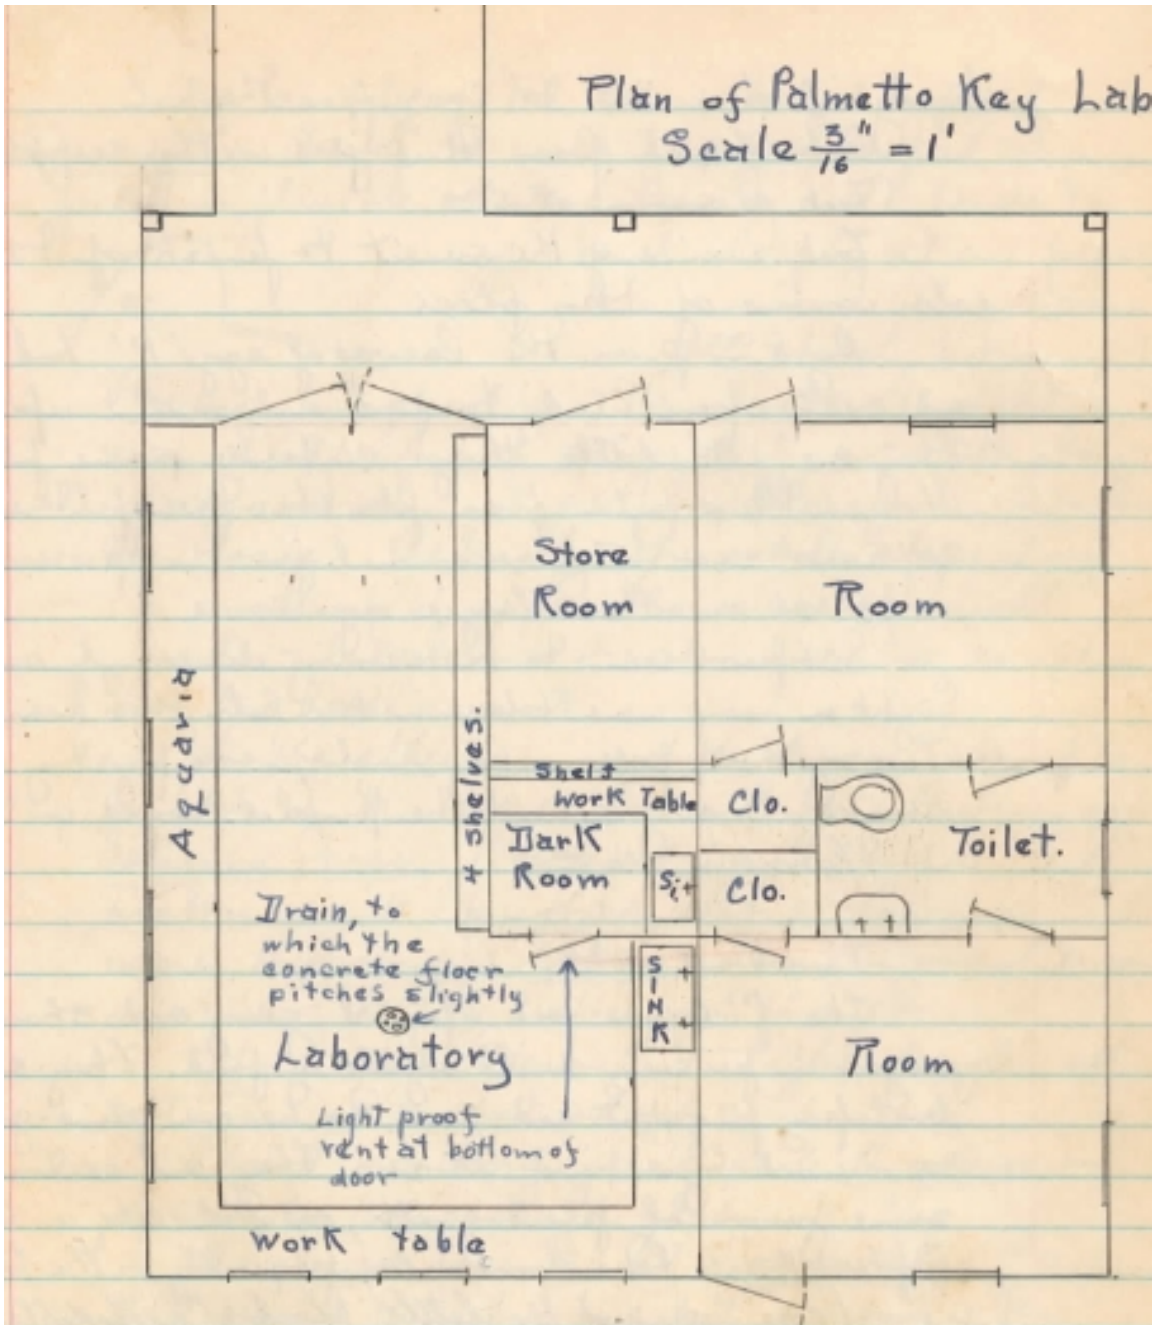 Plan of Palmetto Key Lab
Scale 3/16" = 1'
Store
Room
Room
Aquaria
4 shelves.
Shelf
Work Table
Clo.
Dark
Room
Si.
Clo.
Toilet.
Drain, to
which the
concrete floor
pitches slightly
SINK
Laboratory
Room
Light proof
vent at bottom of
door
Work table